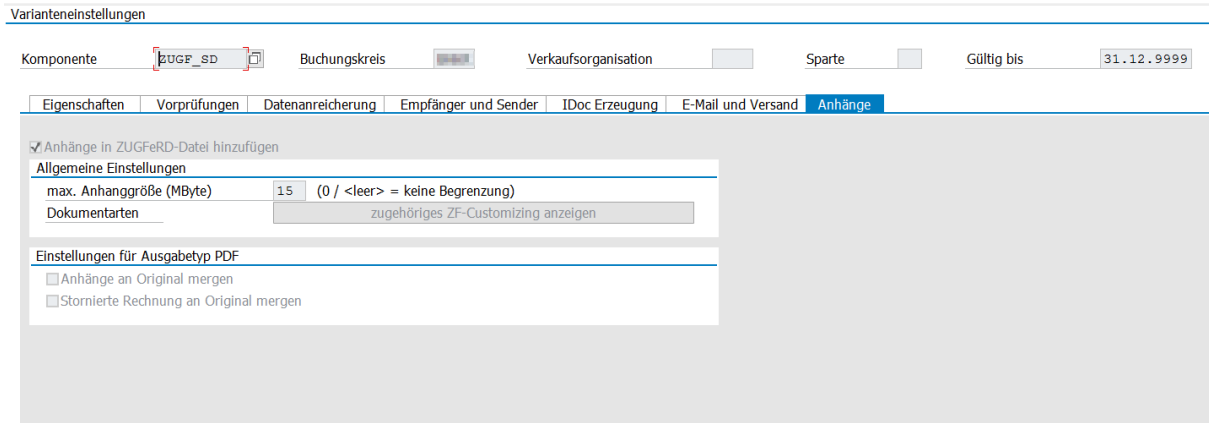 Varianteneinstellungen
Komponente ZUGF_SD Buchungskreis Verkaufsorganisation Sparte Gültig bis 31.12.9999
Eigenschaften Vorprüfungen Datenanreicherung Empfänger und Sender IDoc Erzeugung E-Mail und Versand Anhänge
Anhänge in ZUGFeRD-Datei hinzufügen
Allgemeine Einstellungen
max. Anhanggröße (MByte) 15 (0 / <leer> = keine Begrenzung)
Dokumentarten zugehöriges ZF-Customizing anzeigen
Einstellungen für Ausgabetyp PDF
Anhänge an Original mergen
Stornierte Rechnung an Original mergen